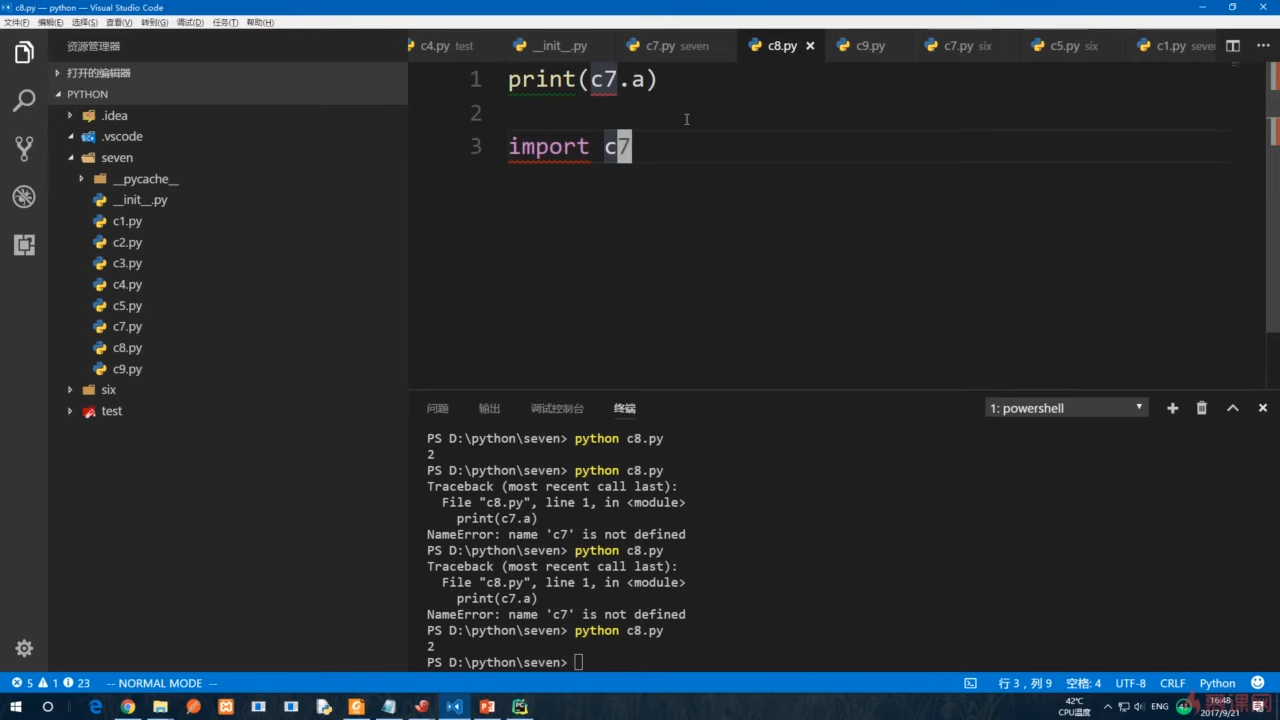 c8.py — python — Visual Studio Code
文件(F) 编辑(E) 选择(S) 查看(V) 转到(G) 调试(D) 任务(T) 帮助(H)
资源管理器
c4.py test __init__.py c7.py seven c8.py c9.py c7.py six c5.py six c1.py seven
打开的编辑器
PYTHON
.idea
.vscode
seven
__pycache__
__init__.py
c1.py
c2.py
c3.py
c4.py
c5.py
c7.py
c8.py
c9.py
six
test
1 print(c7.a)
2
3 import c7
问题 输出 调试控制台 终端 1: powershell
PS D:\python\seven> python c8.py
2
PS D:\python\seven> python c8.py
Traceback (most recent call last):
File "c8.py", line 1, in <module>
print(c7.a)
NameError: name 'c7' is not defined
PS D:\python\seven> python c8.py
Traceback (most recent call last):
File "c8.py", line 1, in <module>
print(c7.a)
NameError: name 'c7' is not defined
PS D:\python\seven> python c8.py
2
PS D:\python\seven>
5 1 23 -- NORMAL MODE -- 行 3，列 9 空格: 4 UTF-8 CRLF Python
42℃
CPU温度
ENG
16:48
2017/9/21